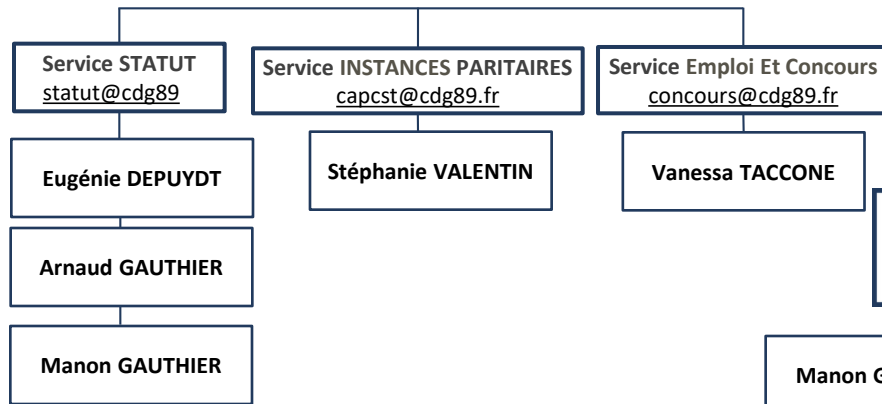 Service STATUT
statut@cdg89
Service INSTANCES PARITAIRES
capcst@cdg89.fr
Service Emploi Et Concours
concours@cdg89.fr
Eugénie DEPUYDT
Stéphanie VALENTIN
Vanessa TACCONE
Arnaud GAUTHIER
Manon GAUTHIER
Manon